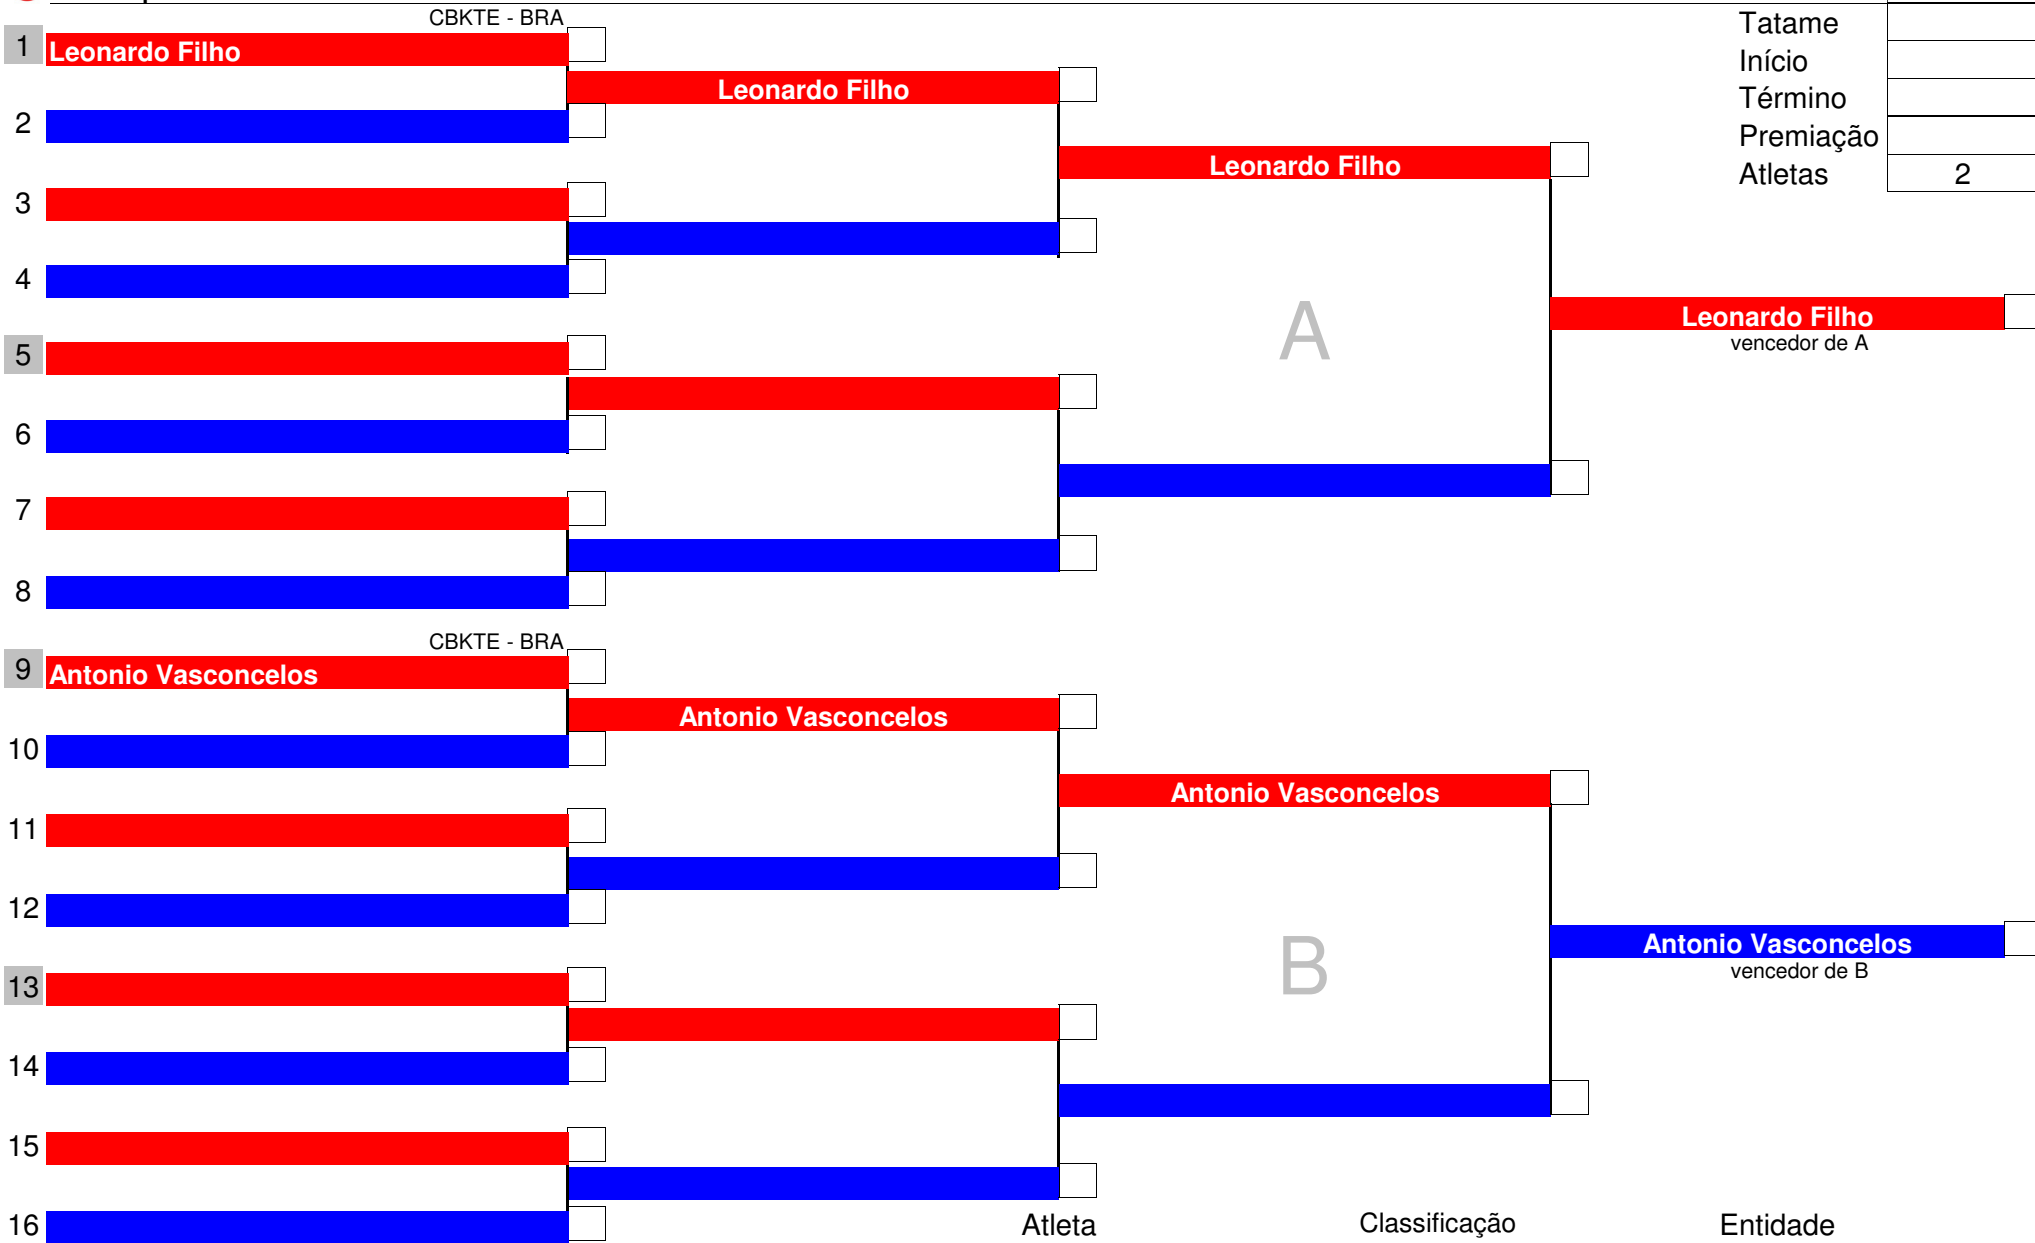 CBKTE - BRA
1 Leonardo Filho
Leonardo Filho
2
Leonardo Filho
3
4
Tatame
Início
Término
Premiação
Atletas 2
A
Leonardo Filho
vencedor de A
5
6
7
8
CBKTE - BRA
9 Antonio Vasconcelos
Antonio Vasconcelos
10
Antonio Vasconcelos
11
12
B
Antonio Vasconcelos
vencedor de B
13
14
15
16
Atleta Classificação Entidade